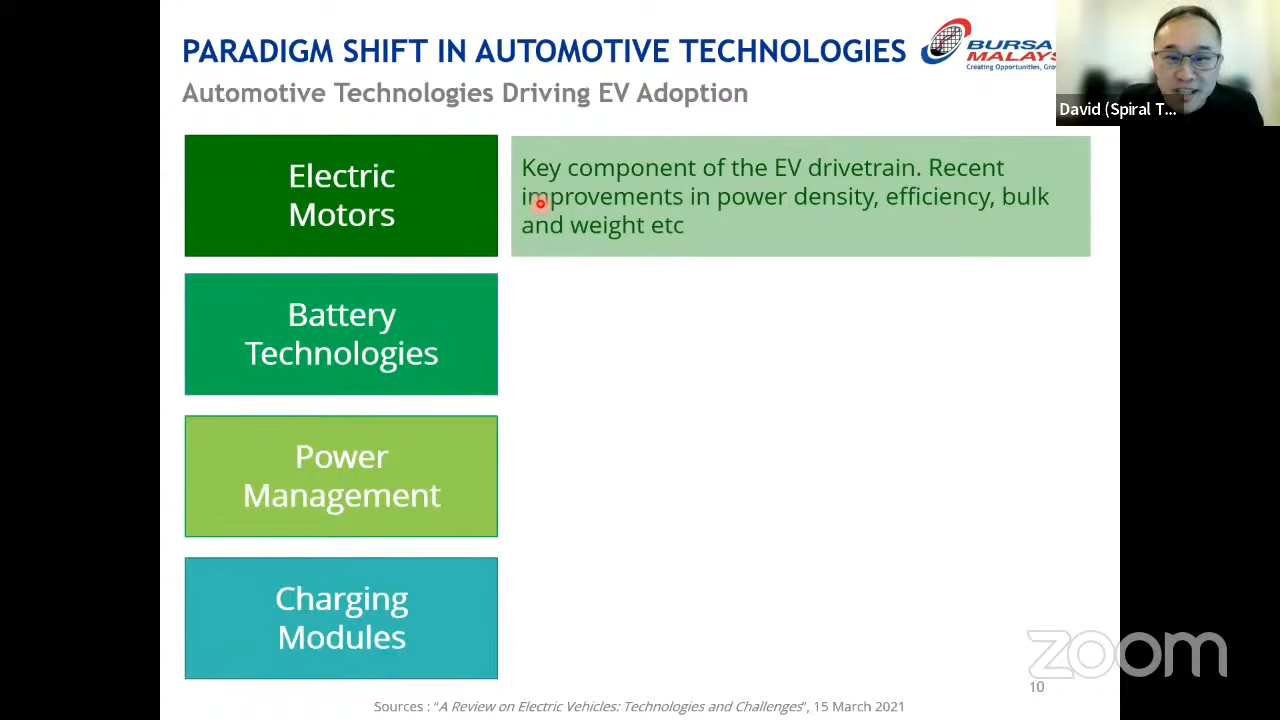 PARADIGM SHIFT IN AUTOMOTIVE TECHNOLOGIES
Automotive Technologies Driving EV Adoption
BURSA
MALAYS
Creating Opportunities, Grow
David (Spiral T...
Electric
Motors
Key component of the EV drivetrain. Recent
improvements in power density, efficiency, bulk
and weight etc
Battery
Technologies
Power
Management
Charging
Modules
zoom
10
Sources : “A Review on Electric Vehicles: Technologies and Challenges”, 15 March 2021